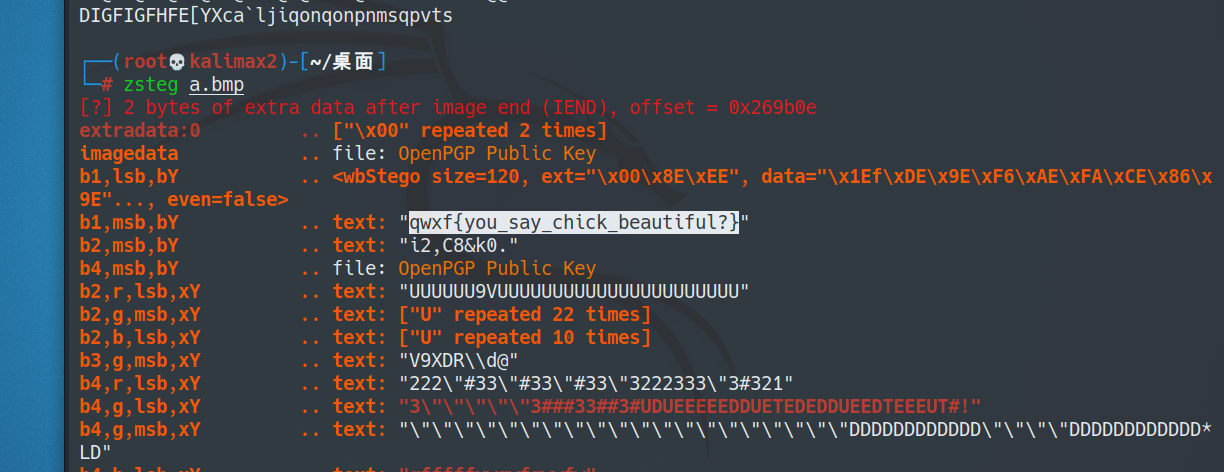 DIGFIGFHFE[YXca`ljiqonqonpnmsqpvts
┌──(root💀kalimax2)-[~/桌面]
└─# zsteg a.bmp
[?] 2 bytes of extra data after image end (IEND), offset = 0x269b0e
extradata:0 .. ["\x00" repeated 2 times]
imagedata .. file: OpenPGP Public Key
b1,lsb,bY .. <wbStego size=120, ext="\x00\x8E\xEE", data="\x1Ef\xDE\x9E\xF6\xAE\xFA\xCE\x86\x
9E"..., even=false>
b1,msb,bY .. text: "qwxf{you_say_chick_beautiful?}"
b2,msb,bY .. text: "i2,C8&k0."
b4,msb,bY .. file: OpenPGP Public Key
b2,r,lsb,xY .. text: "UUUUUU9VUUUUUUUUUUUUUUUUUUUUUU"
b2,g,msb,xY .. text: ["U" repeated 22 times]
b2,b,lsb,xY .. text: ["U" repeated 10 times]
b3,g,msb,xY .. text: "V9XDR\\d@"
b4,r,lsb,xY .. text: "222\"#33\"#33\"#33\"3222333\"3#321"
b4,g,lsb,xY .. text: "3\"\"\"\"\"3###33##3#UDUEEEEEDDUETEDEDDUEEDTEEEUT#!"
b4,g,msb,xY .. text: "\"\"\"\"\"\"\"\"\"\"\"\"\"\"\"\"\"\"\"\"DDDDDDDDDDDD\"\"\"\"DDDDDDDDDDDD*
LD"